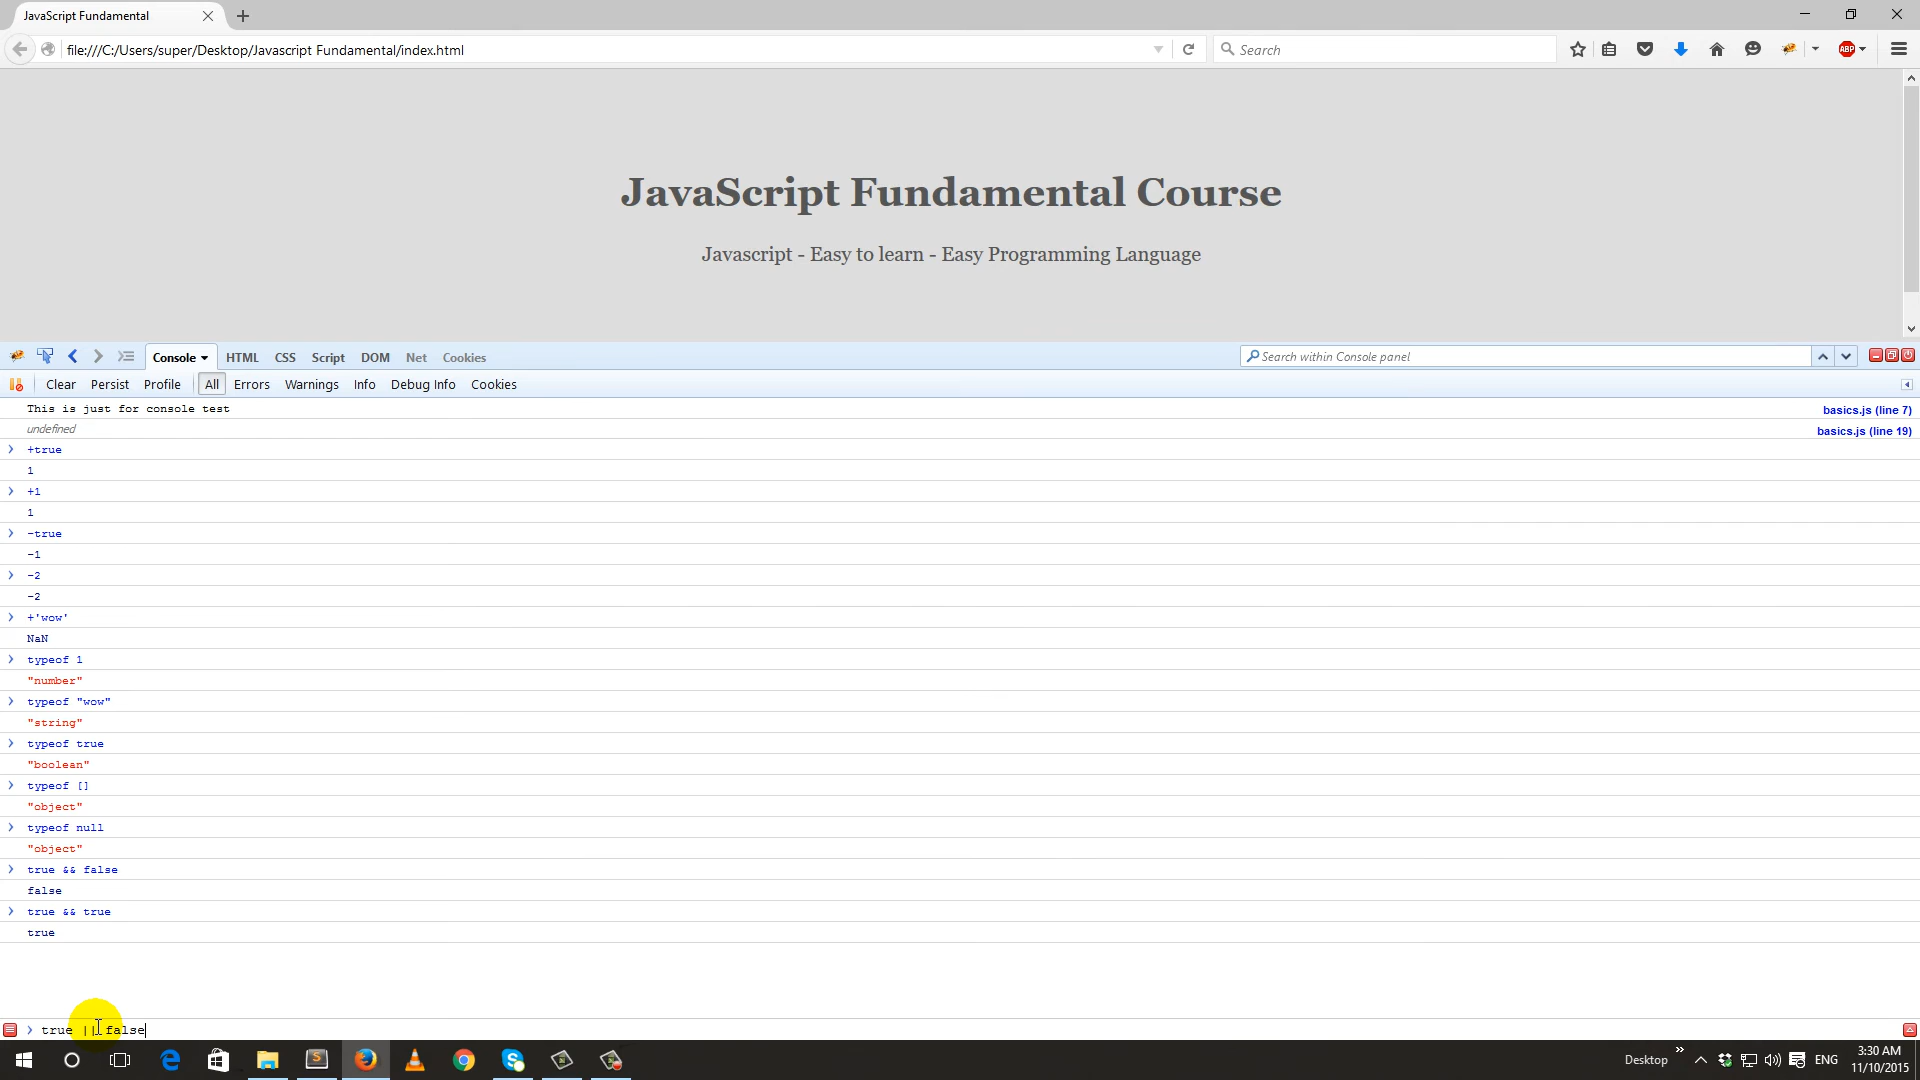 JavaScript Fundamental
file:///C:/Users/super/Desktop/Javascript Fundamental/index.html
Search
ABP
JavaScript Fundamental Course
Javascript - Easy to learn - Easy Programming Language
Console HTML CSS Script DOM Net Cookies
Search within Console panel
Clear Persist Profile All Errors Warnings Info Debug Info Cookies
This is just for console test basics.js (line 7)
undefined basics.js (line 19)
+true
1
+1
1
-true
-1
-2
-2
+'wow'
NaN
typeof 1
"number"
typeof "wow"
"string"
typeof true
"boolean"
typeof []
"object"
typeof null
"object"
true && false
false
true && true
true
true || false
Desktop » ENG 3:30 AM
11/10/2015